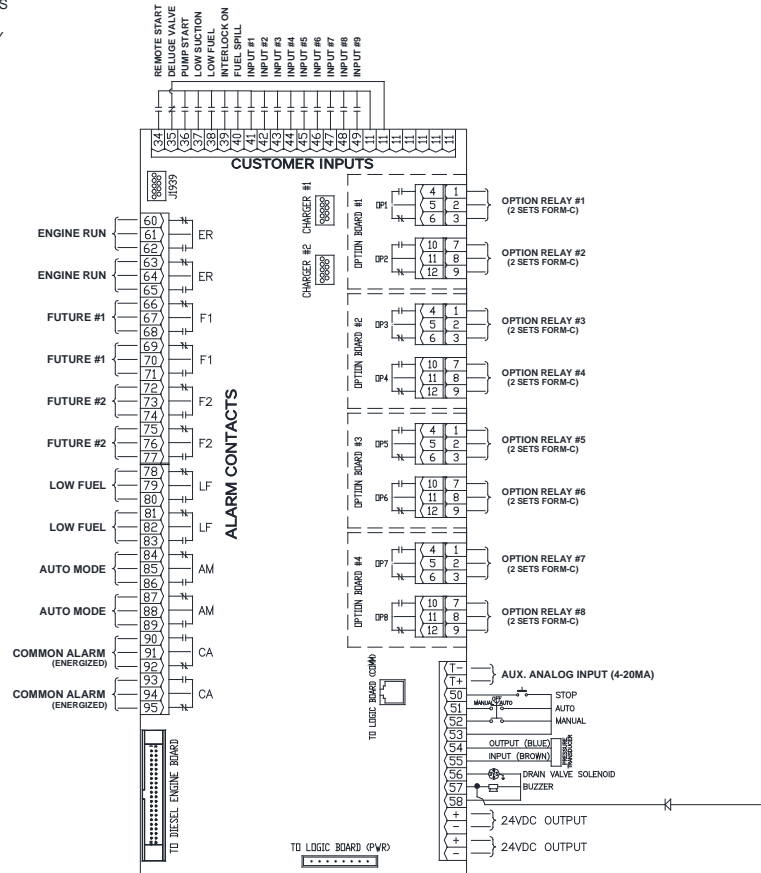 S
Y
REMOTE START
DELUGE VALVE
PUMP START
LOW SUCTION
LOW FUEL
INTERLOCK ON
FUEL SPILL
INPUT #1
INPUT #2
INPUT #3
INPUT #4
INPUT #5
INPUT #6
INPUT #7
INPUT #8
INPUT #9
34 35 36 37 38 39 40 41 42 43 44 45 46 47 48 49 11 11 11 11 11 11 11
CUSTOMER INPUTS
J1939
CHARGER #1
CHARGER #2
ENGINE RUN
60
61
62
ER
ENGINE RUN
63
64
65
ER
FUTURE #1
66
67
68
F1
FUTURE #1
69
70
71
F1
FUTURE #2
72
73
74
F2
FUTURE #2
75
76
77
F2
LOW FUEL
78
79
80
LF
LOW FUEL
81
82
83
LF
AUTO MODE
84
85
86
AM
AUTO MODE
87
88
89
AM
COMMON ALARM
(ENERGIZED)
90
91
92
CA
COMMON ALARM
(ENERGIZED)
93
94
95
CA
ALARM CONTACTS
TO DIESEL ENGINE BOARD
OPTION BOARD #1
OP1
4 1
5 2
6 3
OPTION RELAY #1
(2 SETS FORM-C)
OP2
10 7
11 8
12 9
OPTION RELAY #2
(2 SETS FORM-C)
OPTION BOARD #2
OP3
4 1
5 2
6 3
OPTION RELAY #3
(2 SETS FORM-C)
OP4
10 7
11 8
12 9
OPTION RELAY #4
(2 SETS FORM-C)
OPTION BOARD #3
OP5
4 1
5 2
6 3
OPTION RELAY #5
(2 SETS FORM-C)
OP6
10 7
11 8
12 9
OPTION RELAY #6
(2 SETS FORM-C)
OPTION BOARD #4
OP7
4 1
5 2
6 3
OPTION RELAY #7
(2 SETS FORM-C)
OP8
10 7
11 8
12 9
OPTION RELAY #8
(2 SETS FORM-C)
TO LOGIC BOARD (COMM)
T-
T+
AUX. ANALOG INPUT (4-20MA)
50
STOP
51
MANUAL OFF AUTO
AUTO
52
MANUAL
53
54
OUTPUT (BLUE)
55
INPUT (BROWN)
PRESSURE
TRANSDUCER
56
DRAIN VALVE SOLENOID
57
BUZZER
58
+
-
24VDC OUTPUT
+
-
24VDC OUTPUT
TO LOGIC BOARD (PWR)